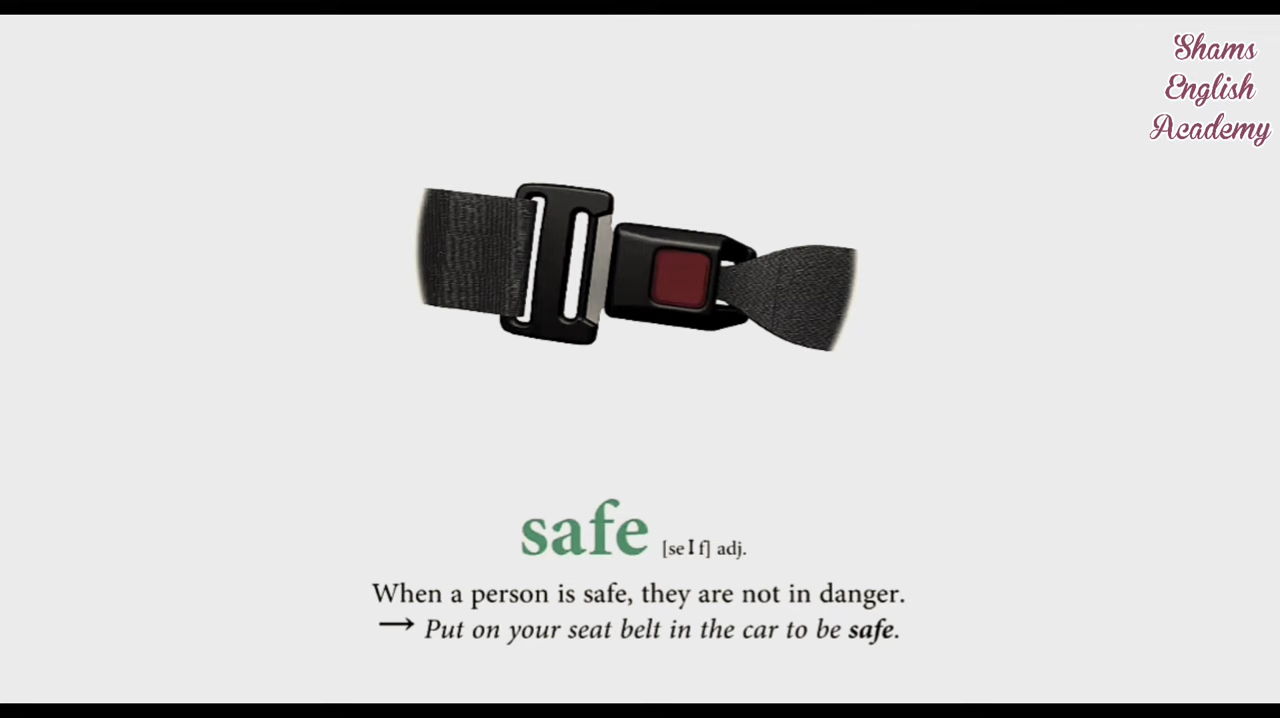 Shams
English
Academy
safe [seIf] adj.
When a person is safe, they are not in danger.
→ Put on your seat belt in the car to be safe.